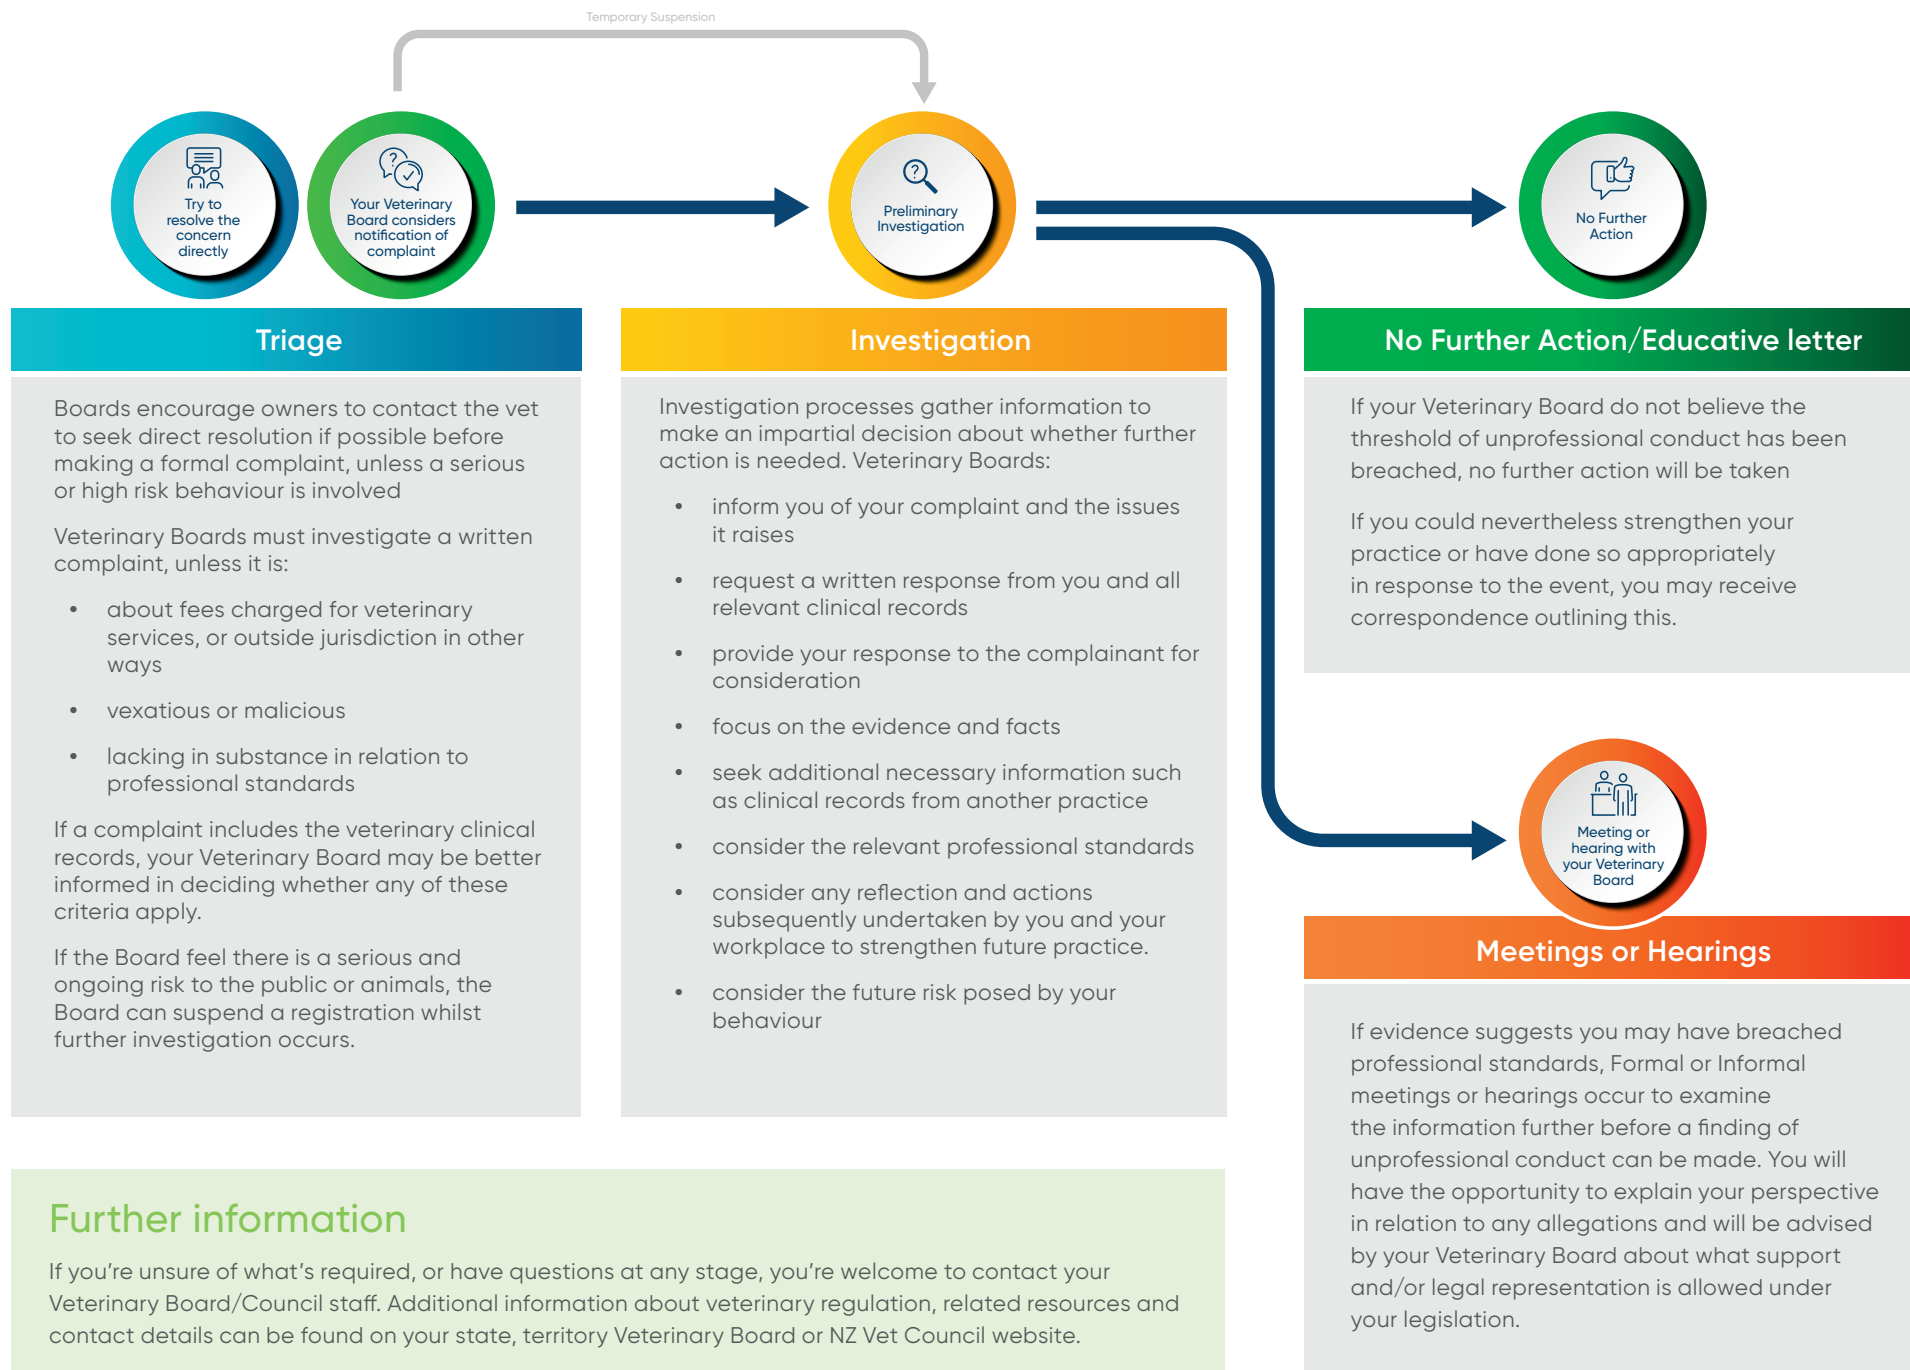 Temporary Suspension
Try to
resolve the
concern
directly
Your Veterinary
Board considers
notification of
complaint
Preliminary
Investigation
No Further
Action
Triage
Boards encourage owners to contact the vet
to seek direct resolution if possible before
making a formal complaint, unless a serious
or high risk behaviour is involved
Veterinary Boards must investigate a written
complaint, unless it is:
• about fees charged for veterinary
services, or outside jurisdiction in other
ways
• vexatious or malicious
• lacking in substance in relation to
professional standards
If a complaint includes the veterinary clinical
records, your Veterinary Board may be better
informed in deciding whether any of these
criteria apply.
If the Board feel there is a serious and
ongoing risk to the public or animals, the
Board can suspend a registration whilst
further investigation occurs.
Investigation
Investigation processes gather information to
make an impartial decision about whether further
action is needed. Veterinary Boards:
• inform you of your complaint and the issues
it raises
• request a written response from you and all
relevant clinical records
• provide your response to the complainant for
consideration
• focus on the evidence and facts
• seek additional necessary information such
as clinical records from another practice
• consider the relevant professional standards
• consider any reflection and actions
subsequently undertaken by you and your
workplace to strengthen future practice.
• consider the future risk posed by your
behaviour
No Further Action/Educative letter
If your Veterinary Board do not believe the
threshold of unprofessional conduct has been
breached, no further action will be taken
If you could nevertheless strengthen your
practice or have done so appropriately
in response to the event, you may receive
correspondence outlining this.
Meeting or
hearing with
your Veterinary
Board
Meetings or Hearings
If evidence suggests you may have breached
professional standards, Formal or Informal
meetings or hearings occur to examine
the information further before a finding of
unprofessional conduct can be made. You will
have the opportunity to explain your perspective
in relation to any allegations and will be advised
by your Veterinary Board about what support
and/or legal representation is allowed under
your legislation.
Further information
If you're unsure of what's required, or have questions at any stage, you're welcome to contact your
Veterinary Board/Council staff. Additional information about veterinary regulation, related resources and
contact details can be found on your state, territory Veterinary Board or NZ Vet Council website.